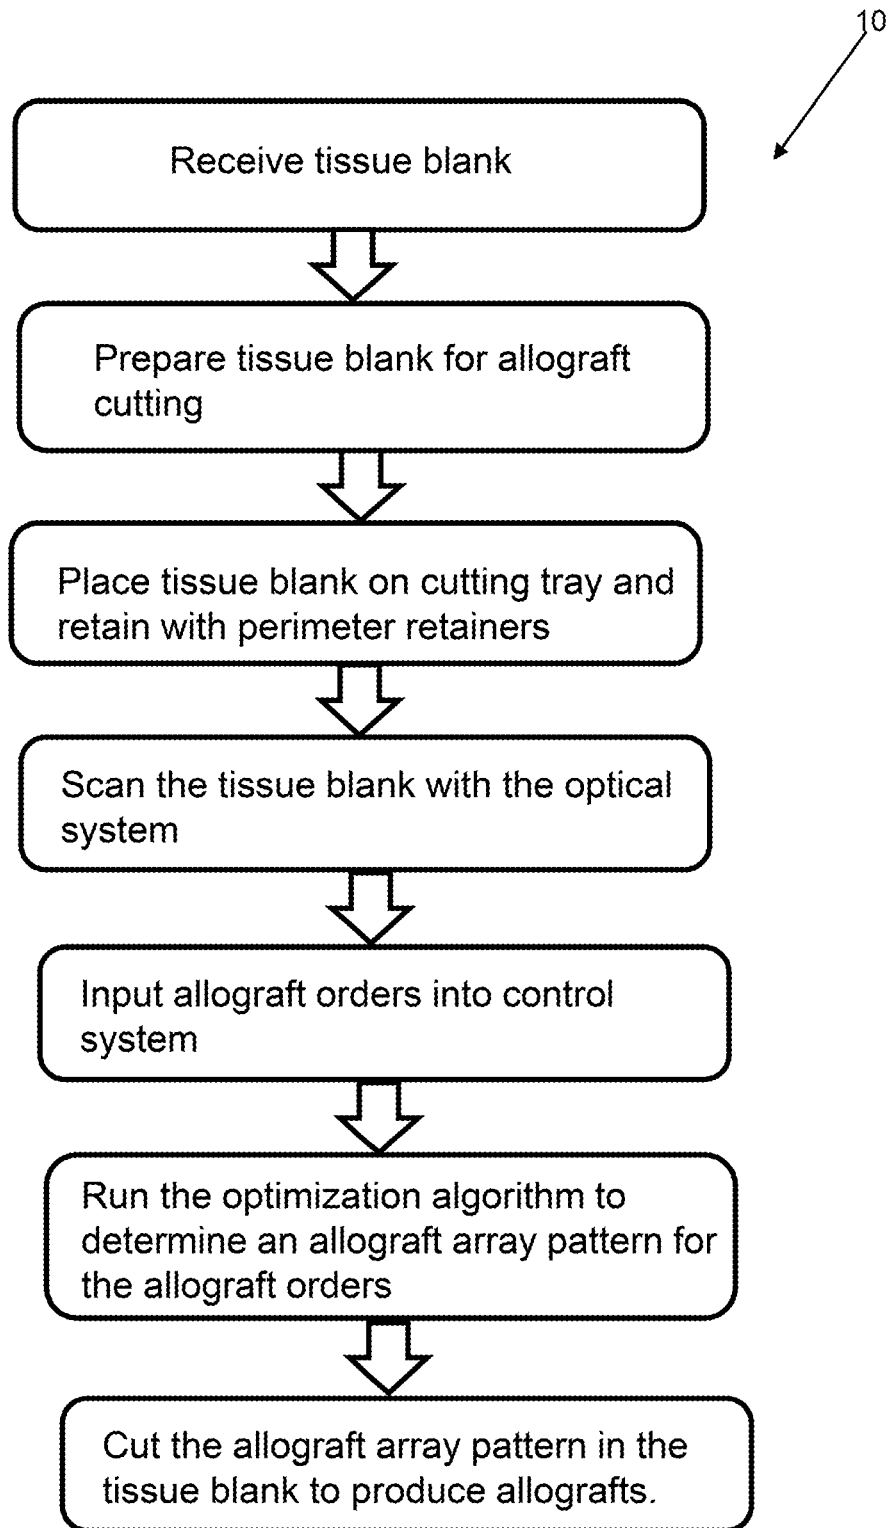 10
Receive tissue blank
Prepare tissue blank for allograft
cutting
Place tissue blank on cutting tray and
retain with perimeter retainers
Scan the tissue blank with the optical
system
Input allograft orders into control
system
Run the optimization algorithm to
determine an allograft array pattern for
the allograft orders
Cut the allograft array pattern in the
tissue blank to produce allografts.